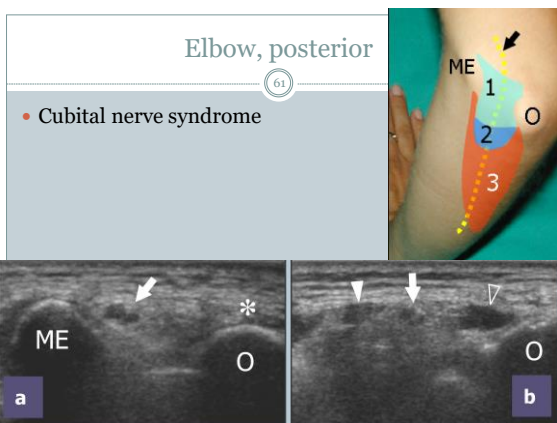 Elbow, posterior
61
Cubital nerve syndrome
ME
1
O
2
3
ME
*
O
a
O
b